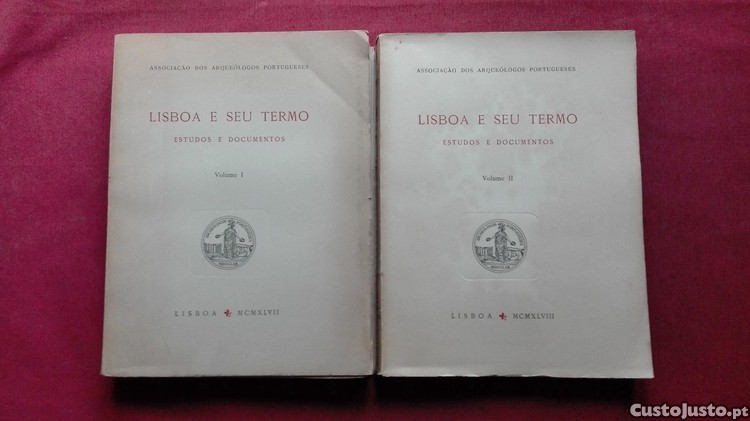 ASSOCIAÇÃO DOS ARQUEÓLOGOS PORTUGUESES
LISBOA E SEU TERMO
ESTUDOS E DOCUMENTOS
Volume I
LISBOA MCMXLVII
ASSOCIAÇÃO DOS ARQUEÓLOGOS PORTUGUESES
LISBOA E SEU TERMO
ESTUDOS E DOCUMENTOS
Volume II
LISBOA MCMXLVIII
CustoJusto.pt